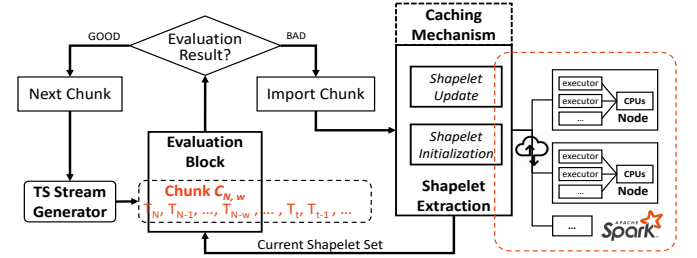 GOOD
Evaluation
Result?
BAD
Next Chunk
Import Chunk
Caching
Mechanism
Shapelet
Update
Shapelet
Initialization
Shapelet
Extraction
Evaluation
Block
TS Stream
Generator
Chunk C_{N, w}
T_N, T_{N-1}, ..., T_{N-w}, ... , T_t, T_{t-1}, ...
Current Shapelet Set
executor
executor
...
CPUs
Node
executor
executor
...
CPUs
Node
...
APACHE
Spark